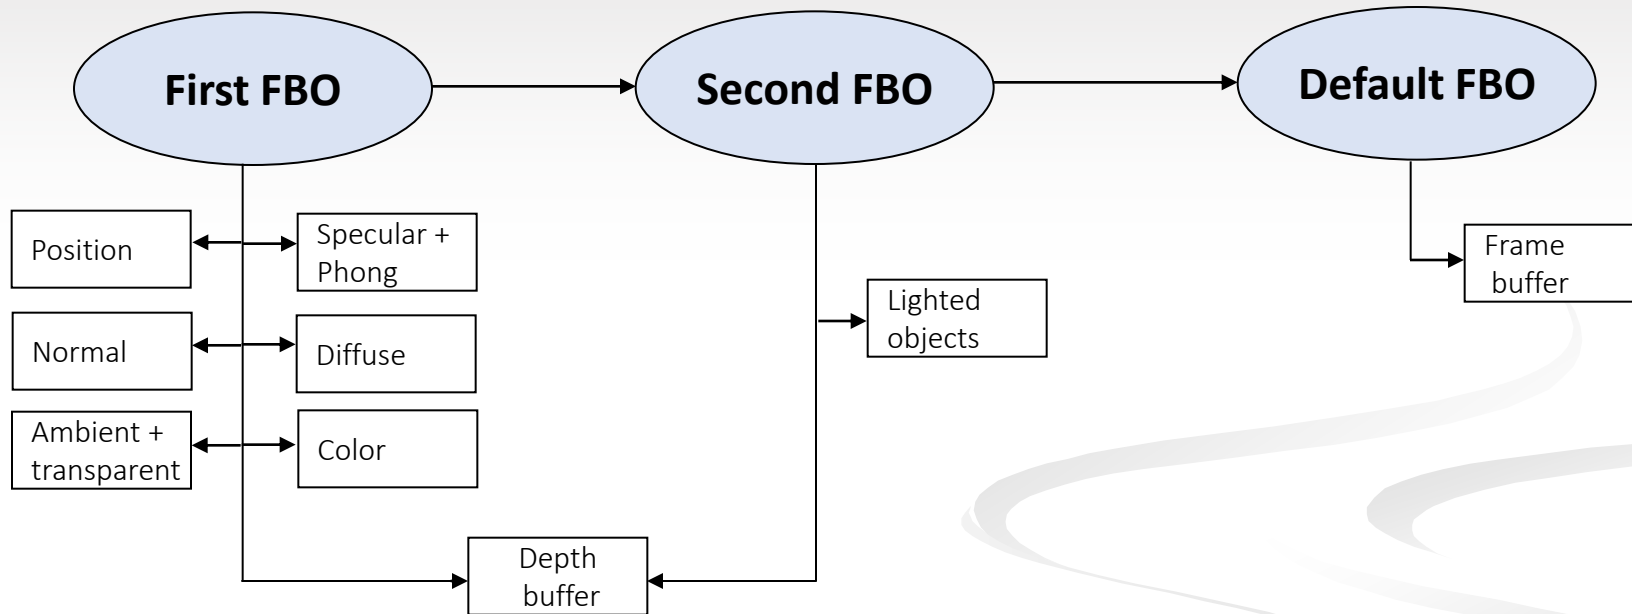 First FBO
Second FBO
Default FBO
Position
Specular +
Phong
Normal
Diffuse
Ambient +
transparent
Color
Depth
buffer
Lighted
objects
Frame
buffer